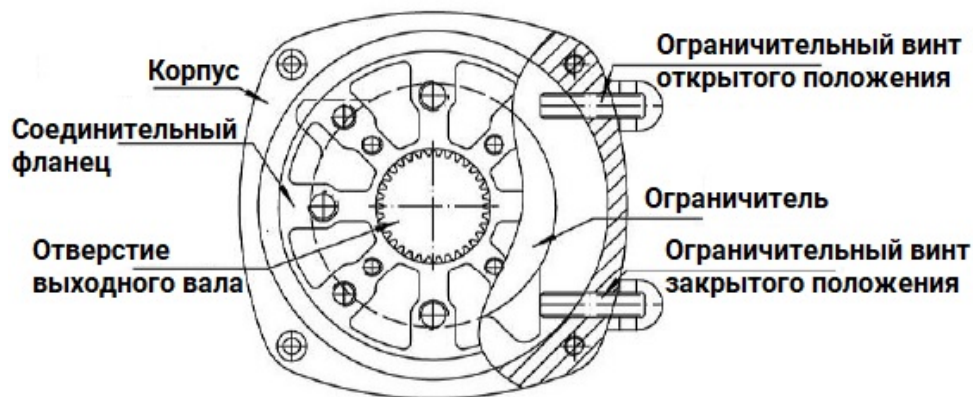 Корпус
Соединительный
фланец
Отверстие
выходного вала
Ограничительный винт
открытого положения
Ограничитель
Ограничительный винт
закрытого положения